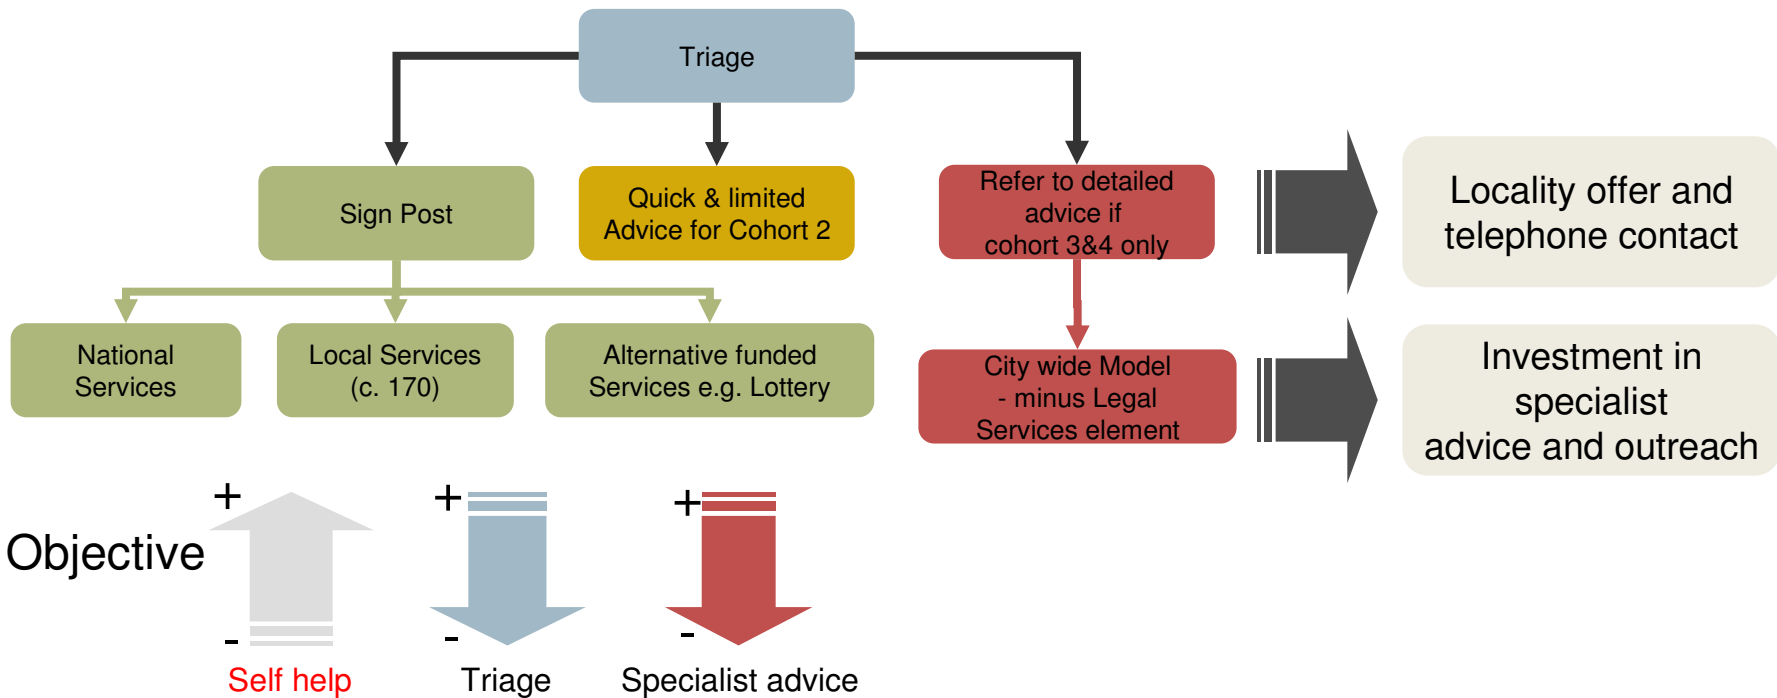 Triage
Sign Post
Quick & limited
Advice for Cohort 2
Refer to detailed
advice if
cohort 3&4 only
Locality offer and
telephone contact
National
Services
Local Services
(c. 170)
Alternative funded
Services e.g. Lottery
City wide Model
- minus Legal
Services element
Investment in
specialist
advice and outreach
Objective
+
-
Self help
+
-
Triage
+
-
Specialist advice